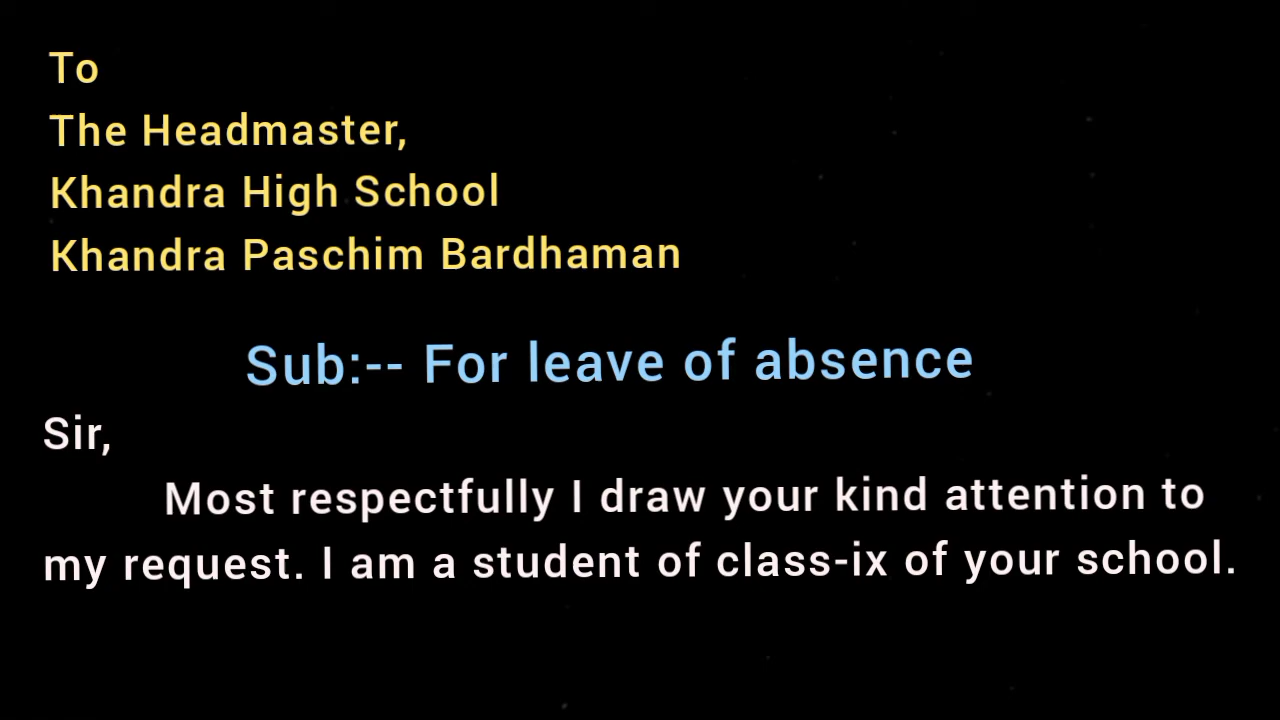 To
The Headmaster,
Khandra High School
Khandra Paschim Bardhaman
Sub:-- For leave of absence
Sir,
Most respectfully I draw your kind attention to
my request. I am a student of class-ix of your school.